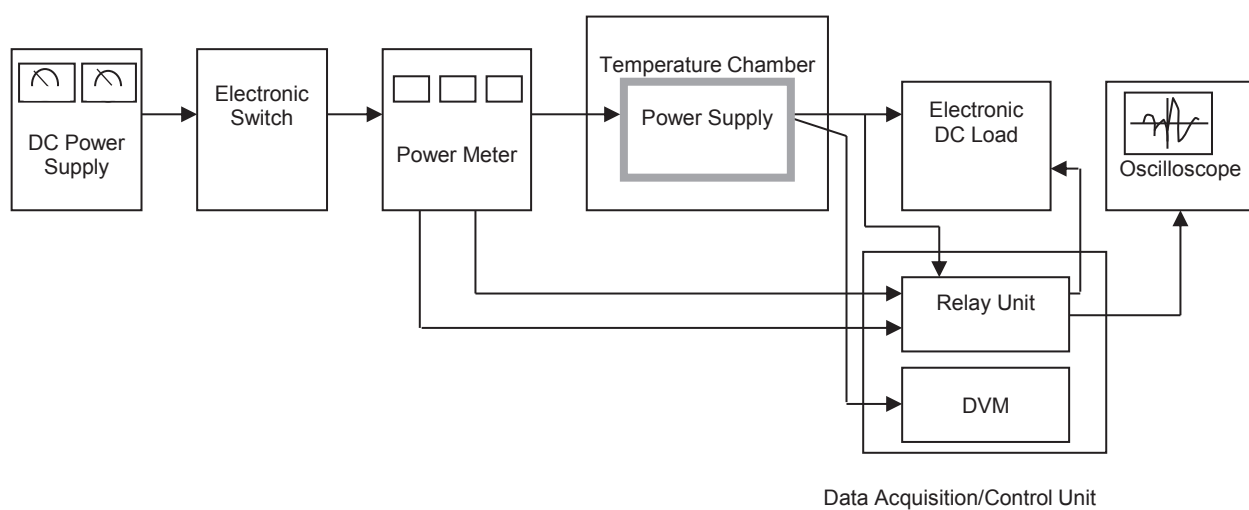 DC Power
Supply
Electronic
Switch
Power Meter
Temperature Chamber
Power Supply
Electronic
DC Load
Oscilloscope
Relay Unit
DVM
Data Acquisition/Control Unit